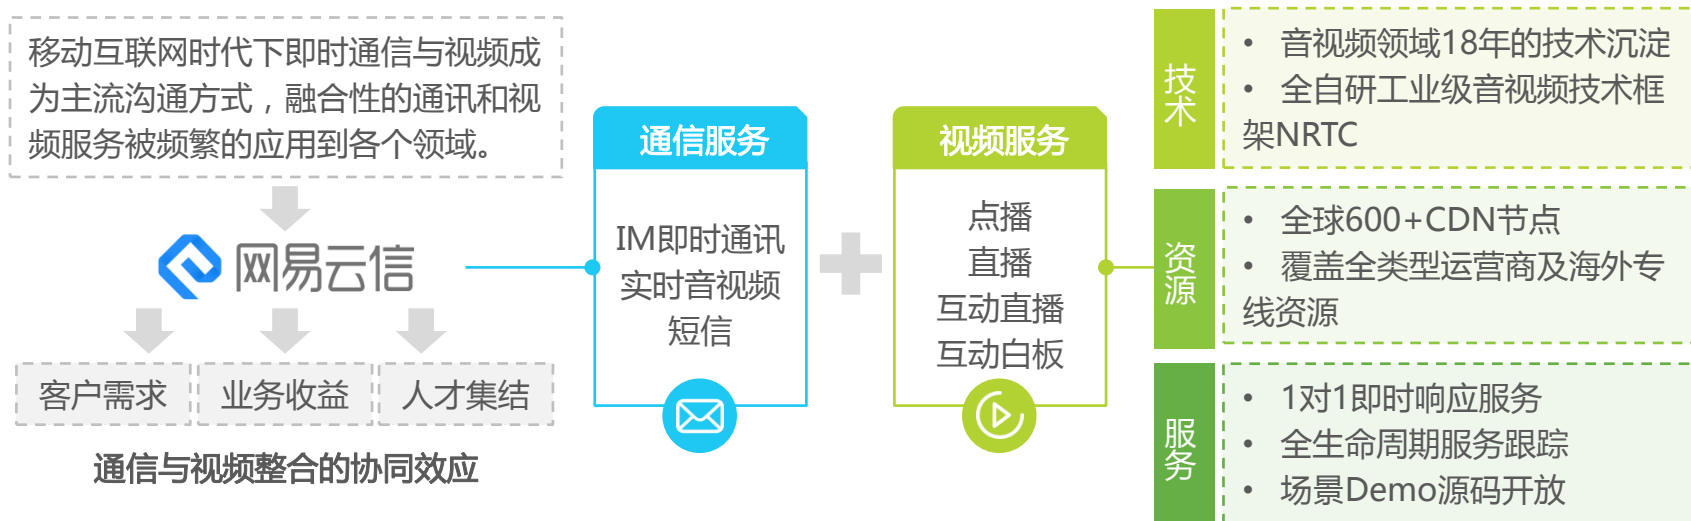 移动互联网时代下即时通信与视频成
为主流沟通方式，融合性的通讯和视
频服务被频繁的应用到各个领域。
网易云信
客户需求
业务收益
人才集结
通信与视频整合的协同效应
通信服务
IM即时通讯
实时音视频
短信
视频服务
点播
直播
互动直播
互动白板
技术
• 音视频领域18年的技术沉淀
• 全自研工业级音视频技术框
架NRTC
资源
• 全球600+CDN节点
• 覆盖全类型运营商及海外专
线资源
服务
• 1对1即时响应服务
• 全生命周期服务跟踪
• 场景Demo源码开放